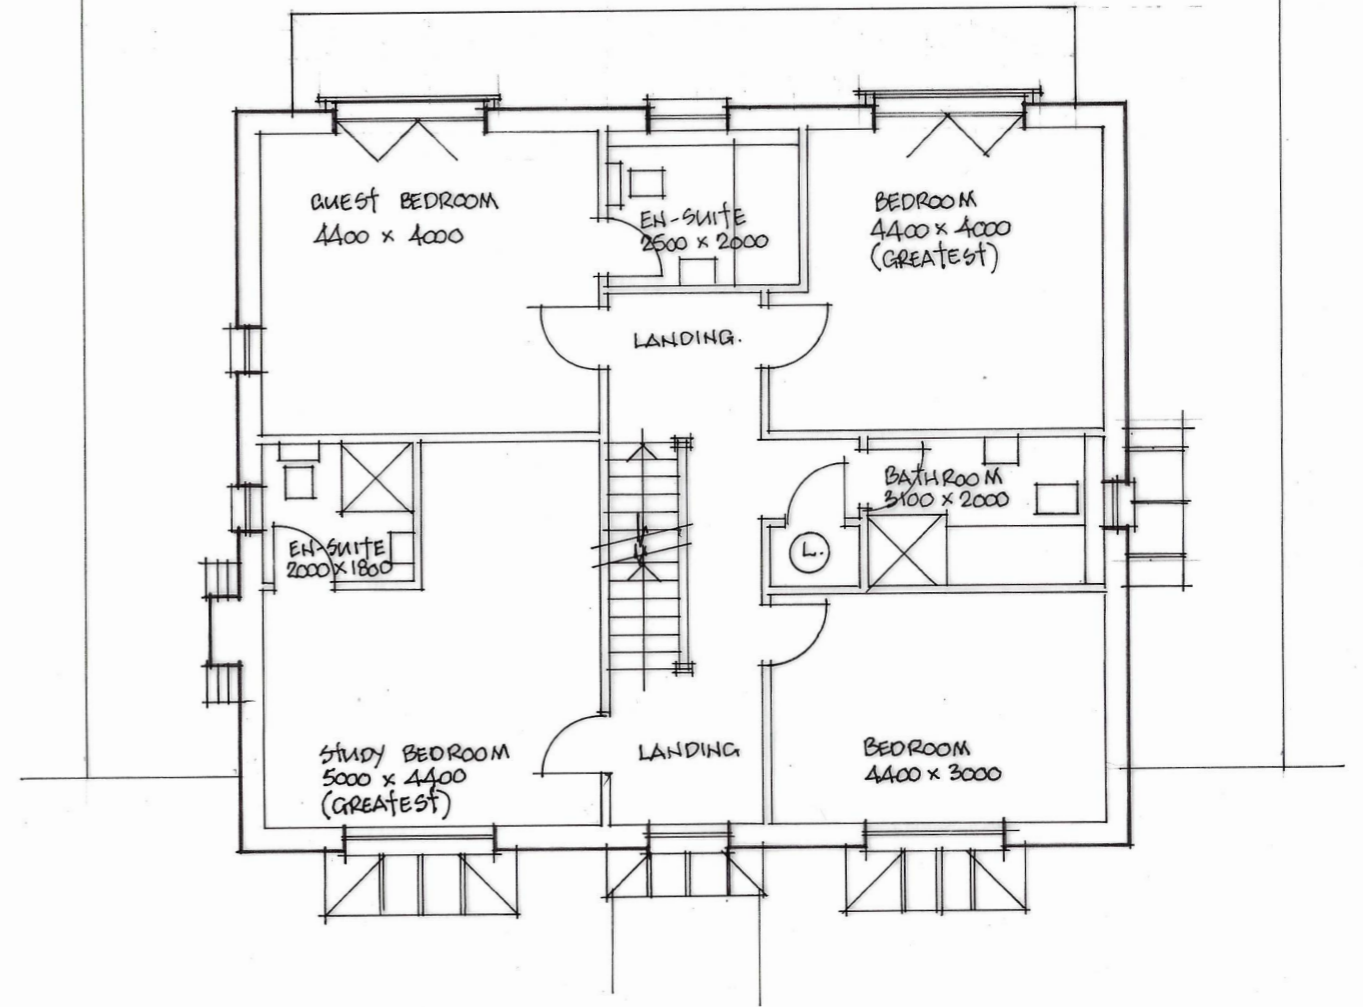 GUEST BEDROOM
4400 x 4000
EN-SUITE
2500 x 2000
BEDROOM
4400 x 4000
(GREATEST)
LANDING.
EN-SUITE
2000 x 1800
BATHROOM
3100 x 2000
L.
STUDY BEDROOM
5000 x 4400
(GREATEST)
LANDING
BEDROOM
4400 x 3000